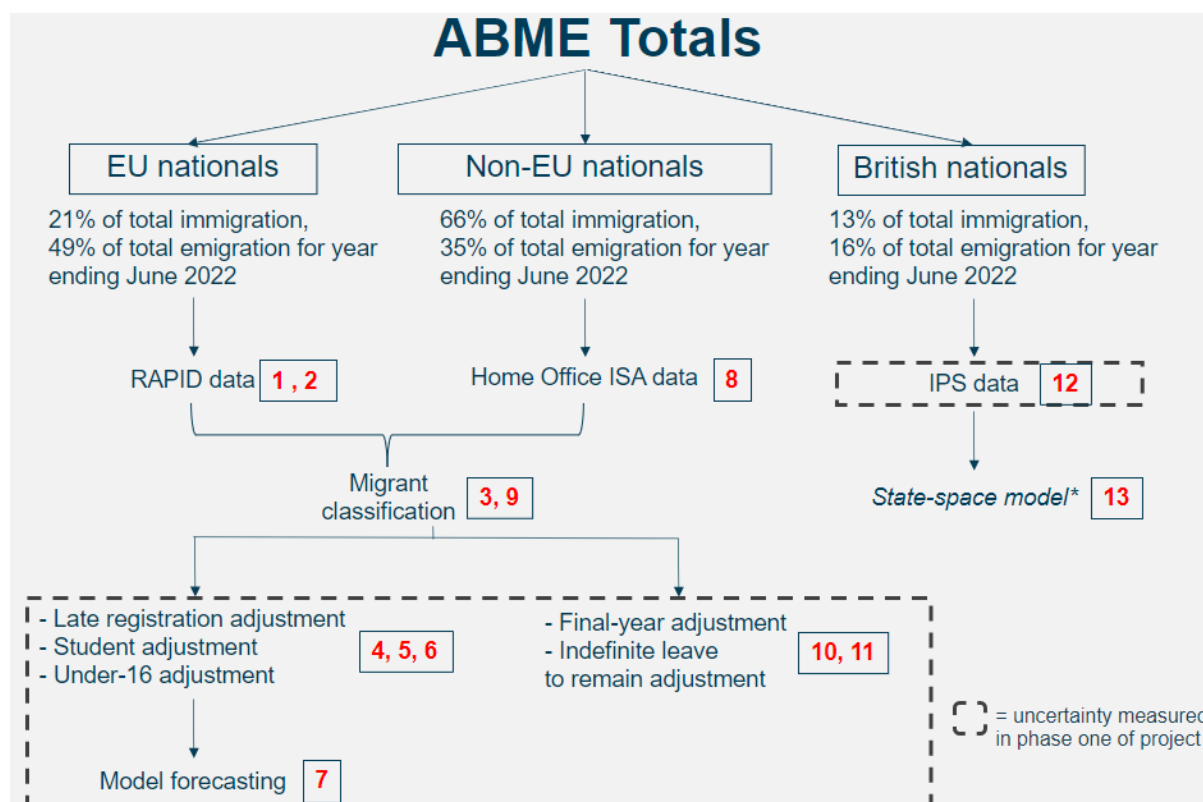 ABME Totals
EU nationals
21% of total immigration,
49% of total emigration for year
ending June 2022
Non-EU nationals
66% of total immigration,
35% of total emigration for year
ending June 2022
British nationals
13% of total immigration,
16% of total emigration for year
ending June 2022
RAPID data 1 , 2
Home Office ISA data 8
IPS data 12
Migrant
classification 3, 9
State-space model* 13
- Late registration adjustment
- Student adjustment
- Under-16 adjustment
4, 5, 6
- Final-year adjustment
- Indefinite leave
to remain adjustment
10, 11
Model forecasting 7
= uncertainty measured
in phase one of project